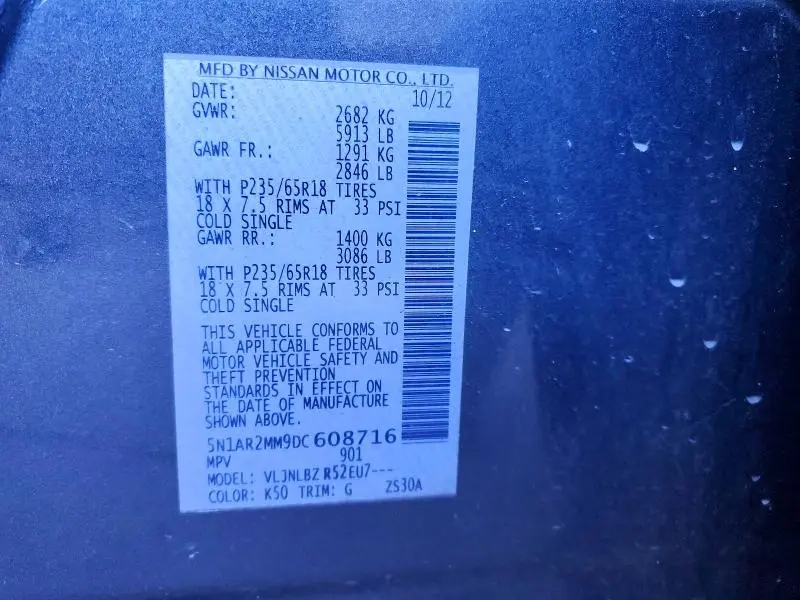 MFD BY NISSAN MOTOR CO., LTD.
DATE: 10/12
GVWR: 2682 KG
5913 LB
GAWR FR.: 1291 KG
2846 LB
WITH P235/65R18 TIRES
18 X 7.5 RIMS AT 33 PSI
COLD SINGLE
GAWR RR.: 1400 KG
3086 LB
WITH P235/65R18 TIRES
18 X 7.5 RIMS AT 33 PSI
COLD SINGLE
THIS VEHICLE CONFORMS TO
ALL APPLICABLE FEDERAL
MOTOR VEHICLE SAFETY AND
THEFT PREVENTION
STANDARDS IN EFFECT ON
THE DATE OF MANUFACTURE
SHOWN ABOVE.
5N1AR2MM9DC608716
MPV 901
MODEL: VLJNLBZ R52EU7---
COLOR: K50 TRIM: G ZS30A